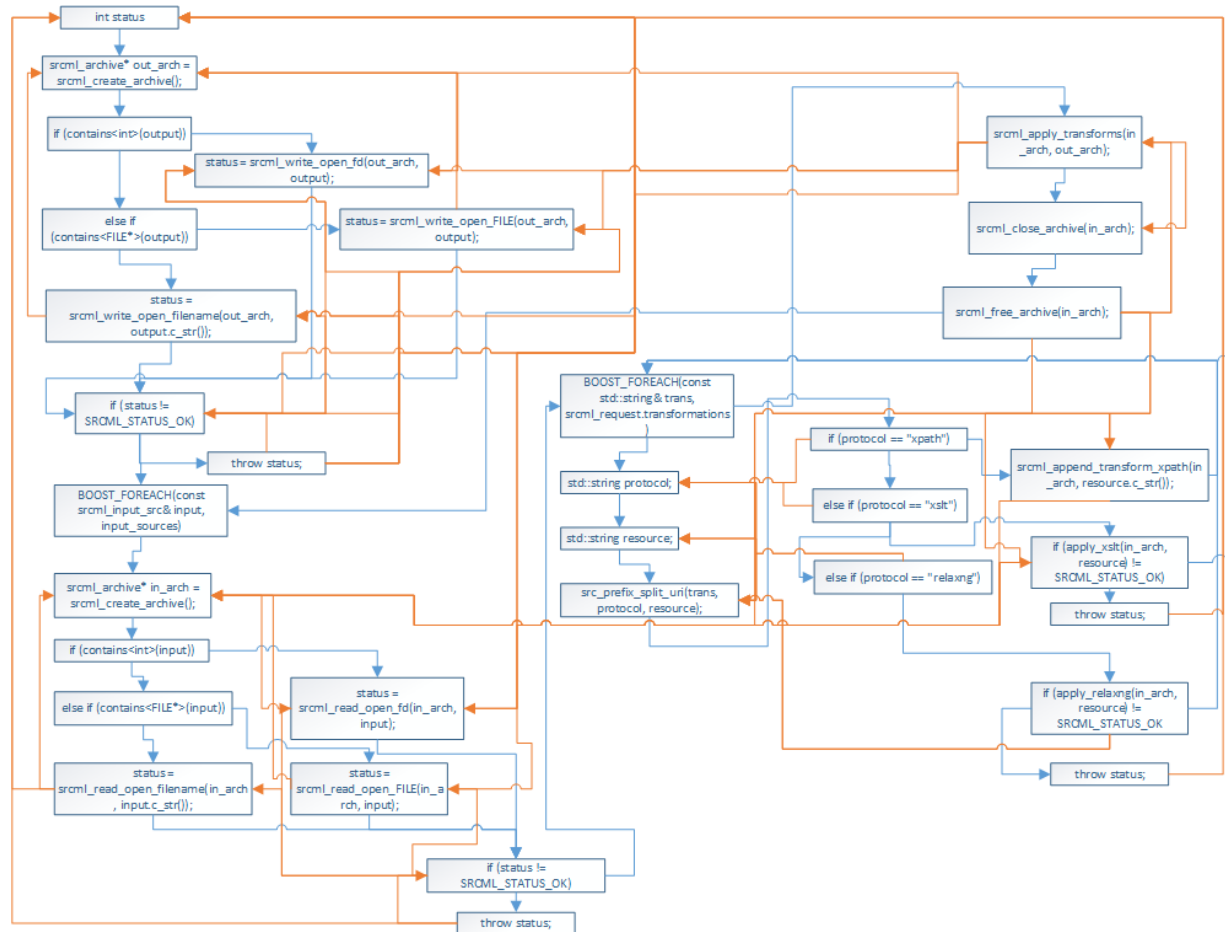 int status
srcml_archive* out_arch =
srcml_create_archive();
if (contains<int>(output))
status = srcml_write_open_fd(out_arch,
output);
else if
(contains<FILE*>(output))
status = srcml_write_open_FILE(out_arch,
output);
status =
srcml_write_open_filename(out_arch,
output.c_str());
if (status !=
SRCML_STATUS_OK)
throw status;
BOOST_FOREACH(const
srcml_input_src& input,
input_sources)
srcml_archive* in_arch =
srcml_create_archive();
if (contains<int>(input))
status =
srcml_read_open_fd(in_arch,
input);
else if (contains<FILE*>(input))
status =
srcml_read_open_filename(in_arch
, input.c_str());
status =
srcml_read_open_FILE(in_a
rch, input);
if (status !=
SRCML_STATUS_OK)
throw status;
BOOST_FOREACH(const
std::string& trans,
srcml_request.transformations
)
std::string protocol;
std::string resource;
src_prefix_split_uri(trans,
protocol, resource);
if (protocol == "xpath")
else if (protocol == "xslt")
else if (protocol == "relaxng")
srcml_apply_transforms(in
_arch, out_arch);
srcml_close_archive(in_arch);
srcml_free_archive(in_arch);
srcml_append_transform_xpath(in
_arch, resource.c_str());
if (apply_xslt(in_arch,
resource) !=
SRCML_STATUS_OK)
throw status;
if (apply_relaxng(in_arch,
resource) !=
SRCML_STATUS_OK
throw status;